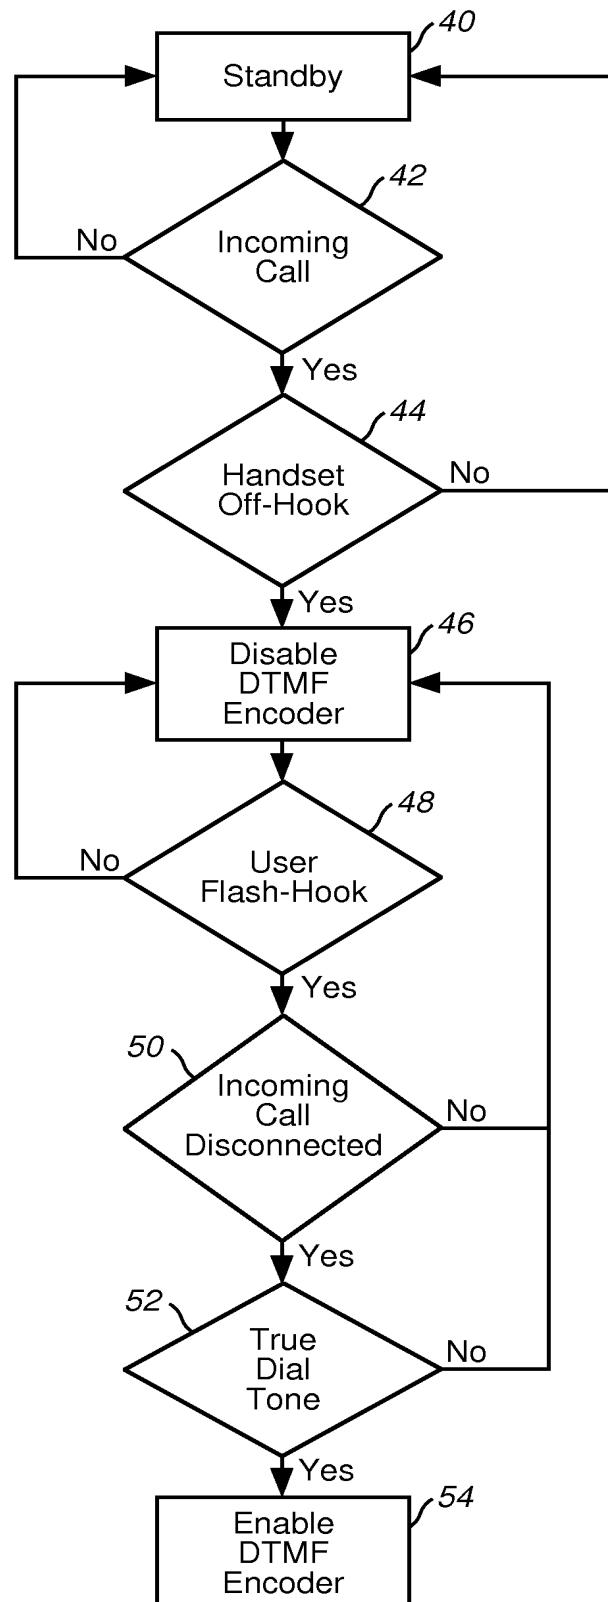 40
Standby
42
Incoming
Call
No
Yes
44
Handset
Off-Hook
No
Yes
46
Disable
DTMF
Encoder
48
User
Flash-Hook
No
Yes
50
Incoming
Call
Disconnected
No
Yes
52
True
Dial
Tone
No
Yes
54
Enable
DTMF
Encoder